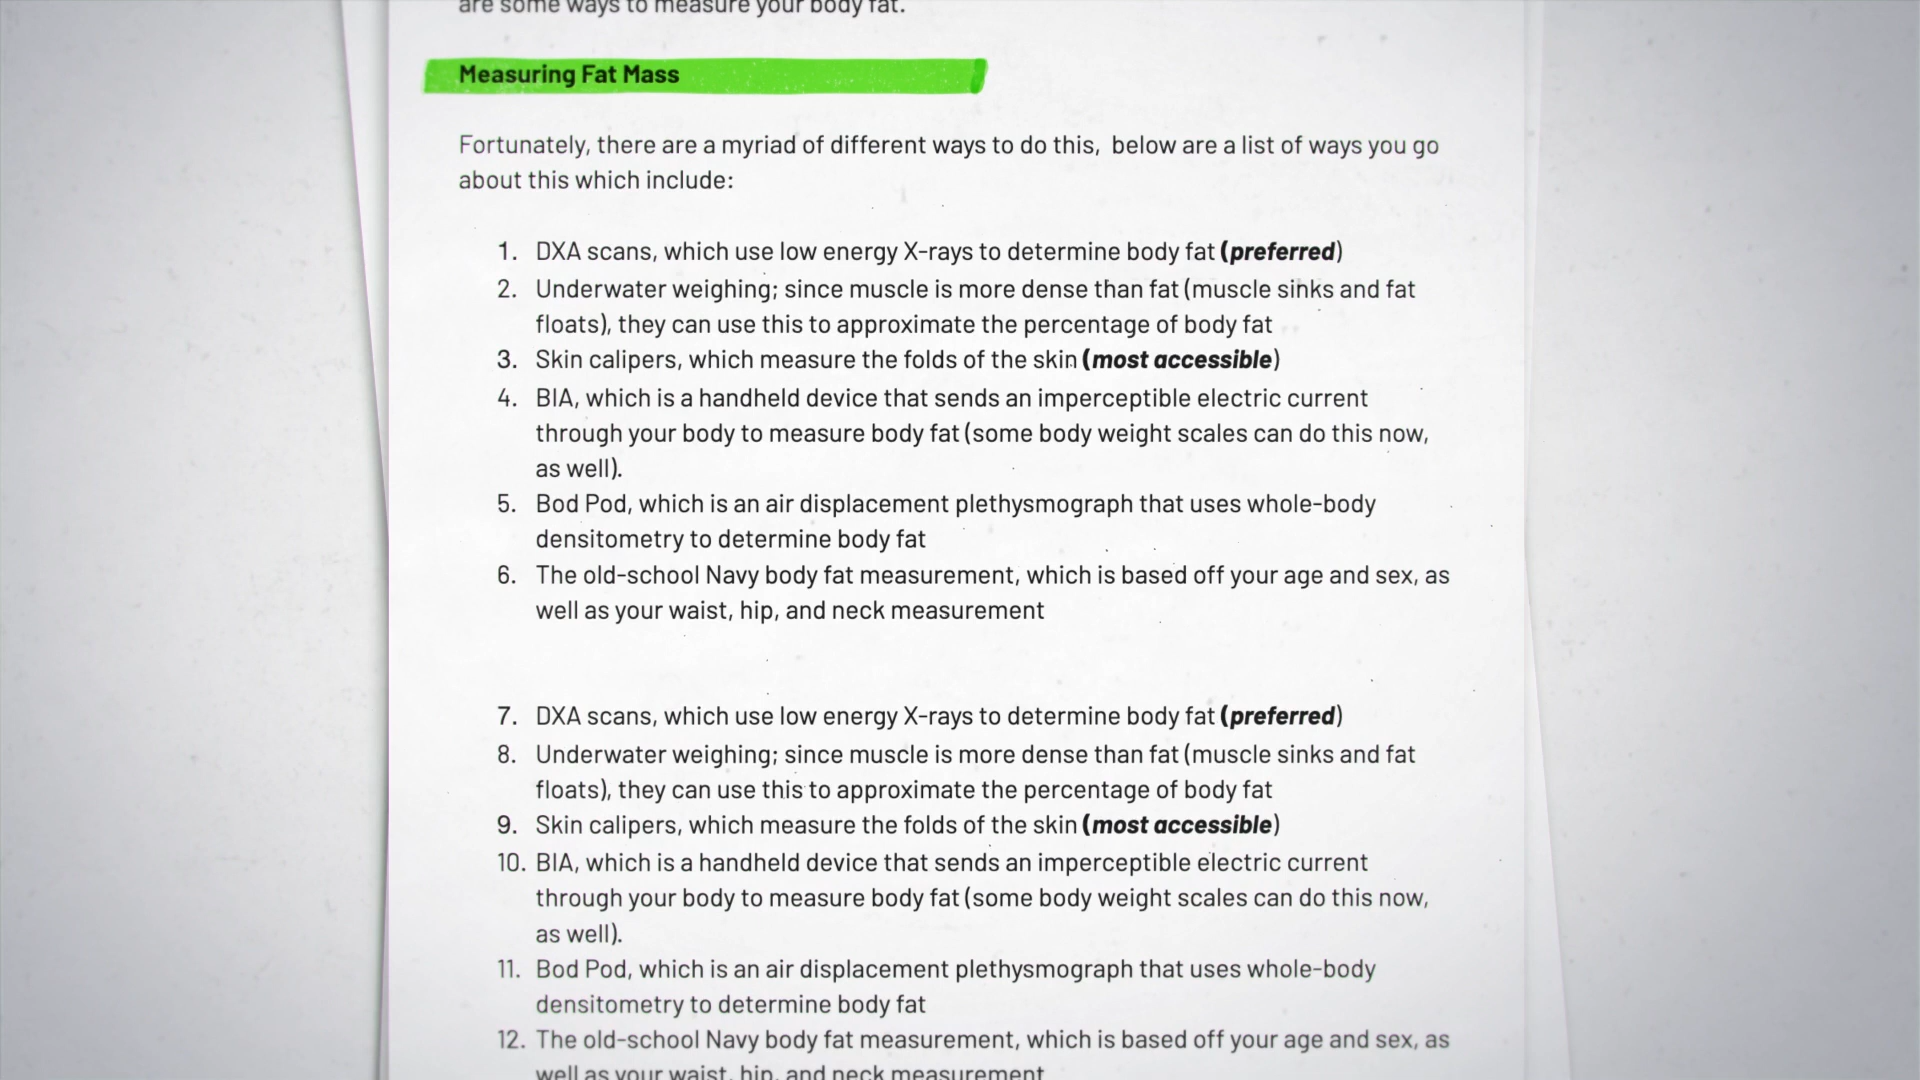 are some ways to measure your body fat.
Measuring Fat Mass
Fortunately, there are a myriad of different ways to do this,  below are a list of ways you go
about this which include:
1. DXA scans, which use low energy X-rays to determine body fat (preferred)
2. Underwater weighing; since muscle is more dense than fat (muscle sinks and fat
floats), they can use this to approximate the percentage of body fat
3. Skin calipers, which measure the folds of the skin (most accessible)
4. BIA, which is a handheld device that sends an imperceptible electric current
through your body to measure body fat (some body weight scales can do this now,
as well).
5. Bod Pod, which is an air displacement plethysmograph that uses whole-body
densitometry to determine body fat
6. The old-school Navy body fat measurement, which is based off your age and sex, as
well as your waist, hip, and neck measurement
7. DXA scans, which use low energy X-rays to determine body fat (preferred)
8. Underwater weighing; since muscle is more dense than fat (muscle sinks and fat
floats), they can use this to approximate the percentage of body fat
9. Skin calipers, which measure the folds of the skin (most accessible)
10. BIA, which is a handheld device that sends an imperceptible electric current
through your body to measure body fat (some body weight scales can do this now,
as well).
11. Bod Pod, which is an air displacement plethysmograph that uses whole-body
densitometry to determine body fat
12. The old-school Navy body fat measurement, which is based off your age and sex, as
well as your waist, hip, and neck measurement